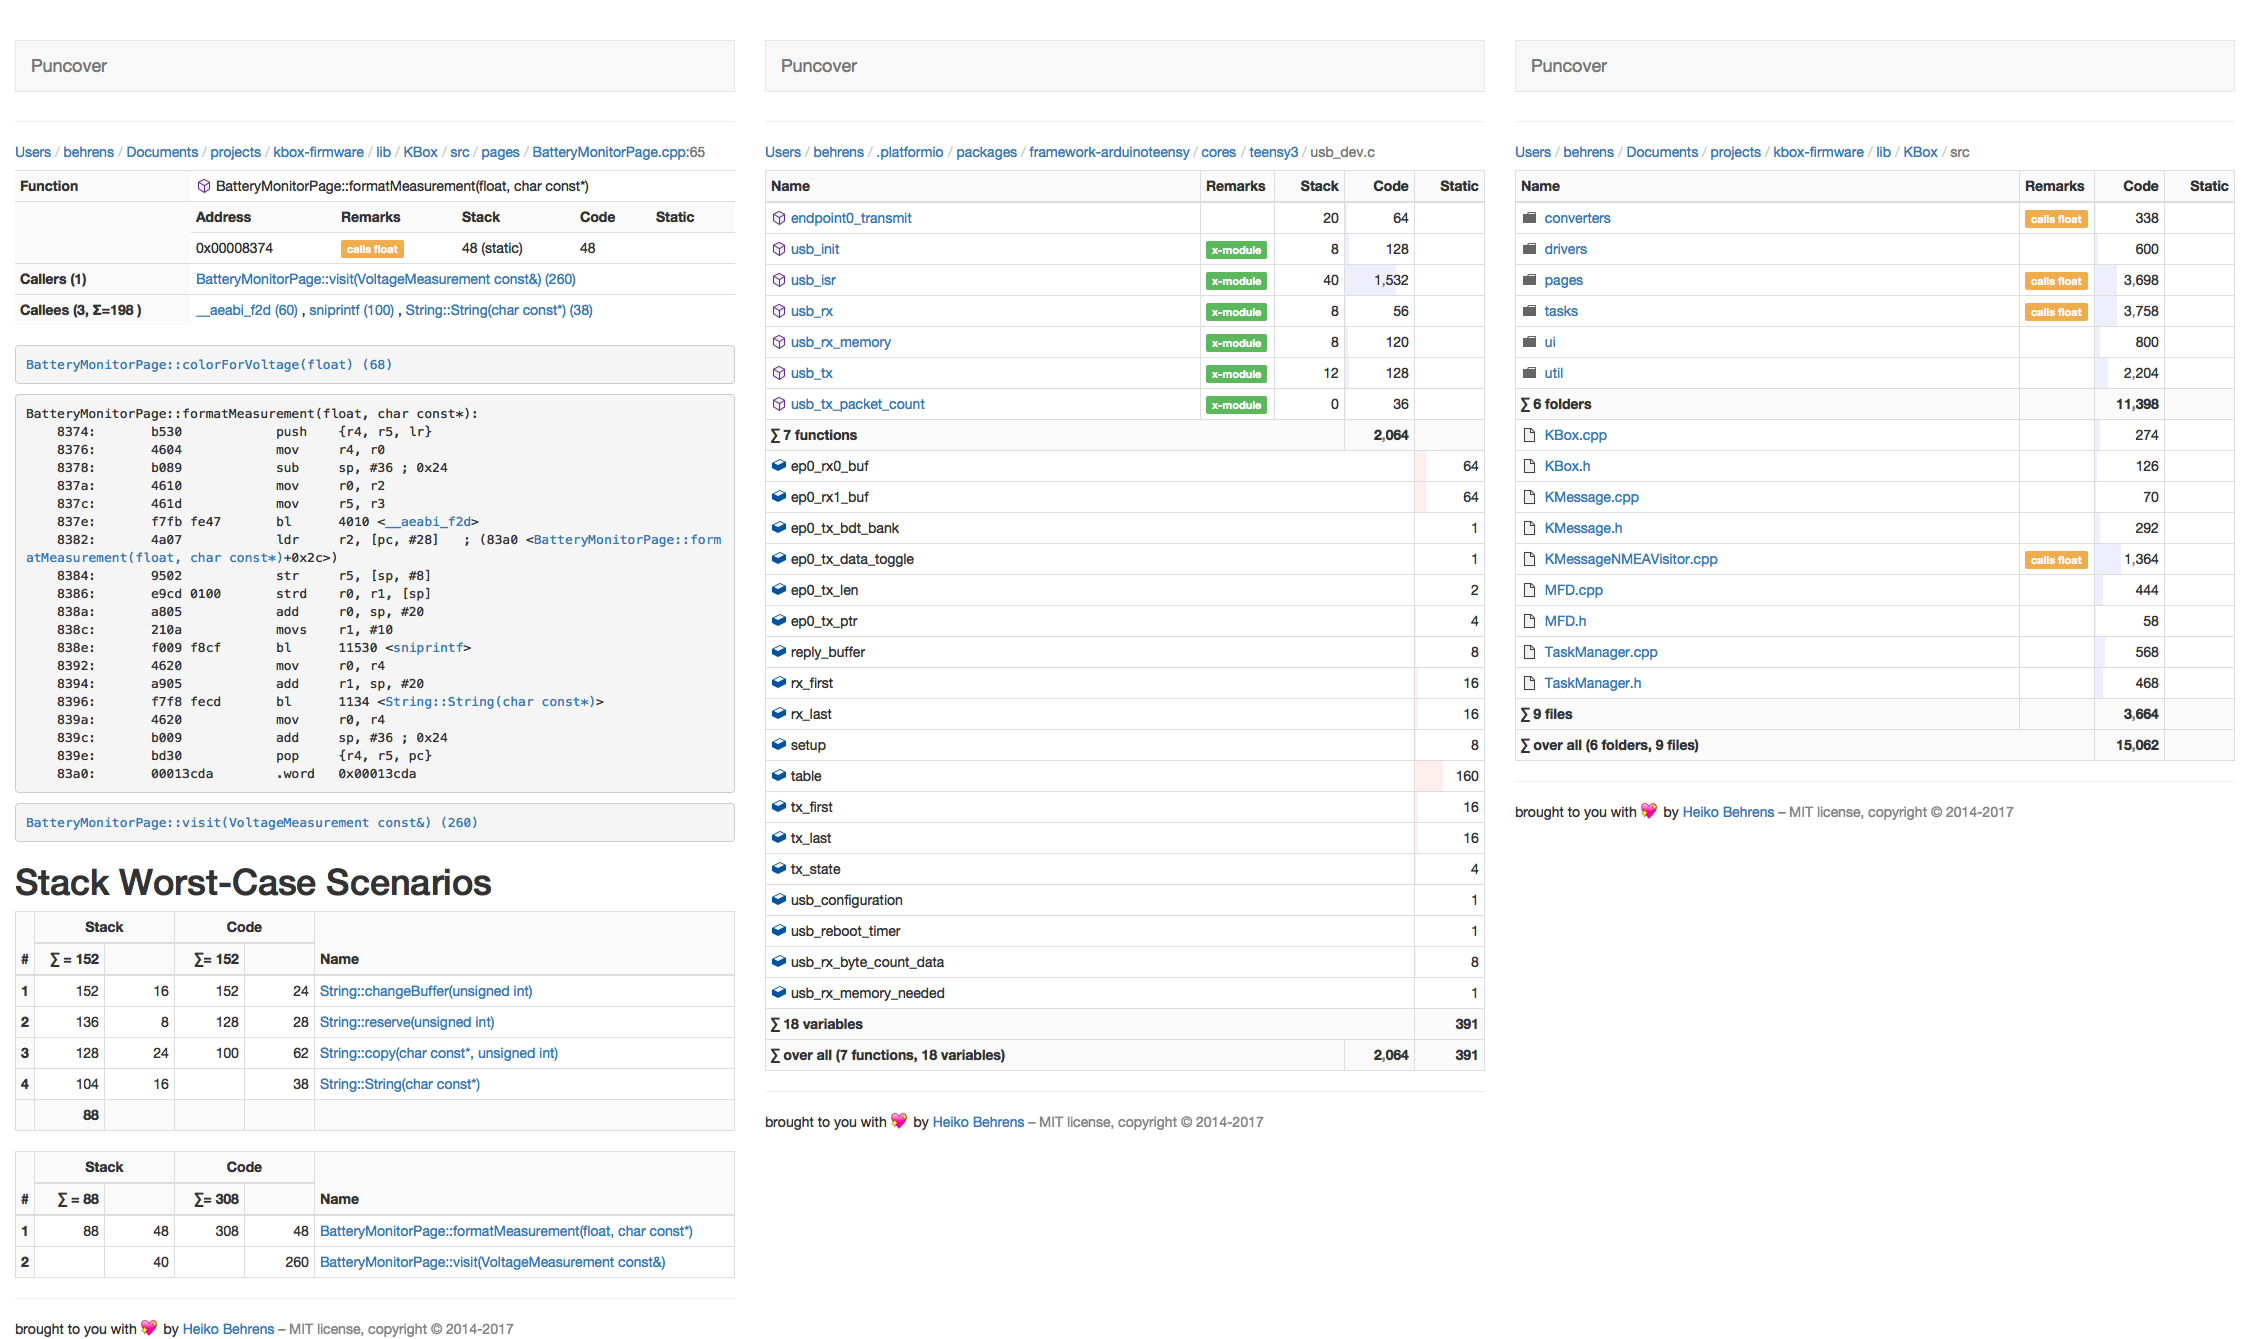 Puncover
Users / behrens / Documents / projects / kbox-firmware / lib / KBox / src / pages / BatteryMonitorPage.cpp:65
Function BatteryMonitorPage::formatMeasurement(float, char const*)
Address Remarks Stack Code Static
0x00008374 calls float 48 (static) 48
Callers (1) BatteryMonitorPage::visit(VoltageMeasurement const&) (260)
Callees (3, Σ=198 ) __aeabi_f2d (60) , sniprintf (100) , String::String(char const*) (38)
BatteryMonitorPage::colorForVoltage(float) (68)
BatteryMonitorPage::formatMeasurement(float, char const*):
8374: b530 push {r4, r5, lr}
8376: 4604 mov r4, r0
8378: b089 sub sp, #36 ; 0x24
837a: 4610 mov r0, r2
837c: 461d mov r5, r3
837e: f7fb fe47 bl 4010 <__aeabi_f2d>
8382: 4a07 ldr r2, [pc, #28] ; (83a0 <BatteryMonitorPage::form
atMeasurement(float, char const*)+0x2c>)
8384: 9502 str r5, [sp, #8]
8386: e9cd 0100 strd r0, r1, [sp]
838a: a805 add r0, sp, #20
838c: 210a movs r1, #10
838e: f009 f8cf bl 11530 <sniprintf>
8392: 4620 mov r0, r4
8394: a905 add r1, sp, #20
8396: f7f8 fecd bl 1134 <String::String(char const*)>
839a: 4620 mov r0, r4
839c: b009 add sp, #36 ; 0x24
839e: bd30 pop {r4, r5, pc}
83a0: 00013cda .word 0x00013cda
BatteryMonitorPage::visit(VoltageMeasurement const&) (260)
Stack Worst-Case Scenarios
Stack Code
# ∑ = 152 ∑= 152 Name
1 152 16 152 24 String::changeBuffer(unsigned int)
2 136 8 128 28 String::reserve(unsigned int)
3 128 24 100 62 String::copy(char const*, unsigned int)
4 104 16 38 String::String(char const*)
88
Stack Code
# ∑ = 88 ∑= 308 Name
1 88 48 308 48 BatteryMonitorPage::formatMeasurement(float, char const*)
2 40 260 BatteryMonitorPage::visit(VoltageMeasurement const&)
brought to you with 💖 by Heiko Behrens – MIT license, copyright © 2014-2017
Puncover
Users / behrens / .platformio / packages / framework-arduinoteensy / cores / teensy3 / usb_dev.c
Name Remarks Stack Code Static
endpoint0_transmit 20 64
usb_init x-module 8 128
usb_isr x-module 40 1,532
usb_rx x-module 8 56
usb_rx_memory x-module 8 120
usb_tx x-module 12 128
usb_tx_packet_count x-module 0 36
∑ 7 functions 2,064
ep0_rx0_buf 64
ep0_rx1_buf 64
ep0_tx_bdt_bank 1
ep0_tx_data_toggle 1
ep0_tx_len 2
ep0_tx_ptr 4
reply_buffer 8
rx_first 16
rx_last 16
setup 8
table 160
tx_first 16
tx_last 16
tx_state 4
usb_configuration 1
usb_reboot_timer 1
usb_rx_byte_count_data 8
usb_rx_memory_needed 1
∑ 18 variables 391
∑ over all (7 functions, 18 variables) 2,064 391
brought to you with 💖 by Heiko Behrens – MIT license, copyright © 2014-2017
Puncover
Users / behrens / Documents / projects / kbox-firmware / lib / KBox / src
Name Remarks Code Static
converters calls float 338
drivers 600
pages calls float 3,698
tasks calls float 3,758
ui 800
util 2,204
∑ 6 folders 11,398
KBox.cpp 274
KBox.h 126
KMessage.cpp 70
KMessage.h 292
KMessageNMEAVisitor.cpp calls float 1,364
MFD.cpp 444
MFD.h 58
TaskManager.cpp 568
TaskManager.h 468
∑ 9 files 3,664
∑ over all (6 folders, 9 files) 15,062
brought to you with 💖 by Heiko Behrens – MIT license, copyright © 2014-2017